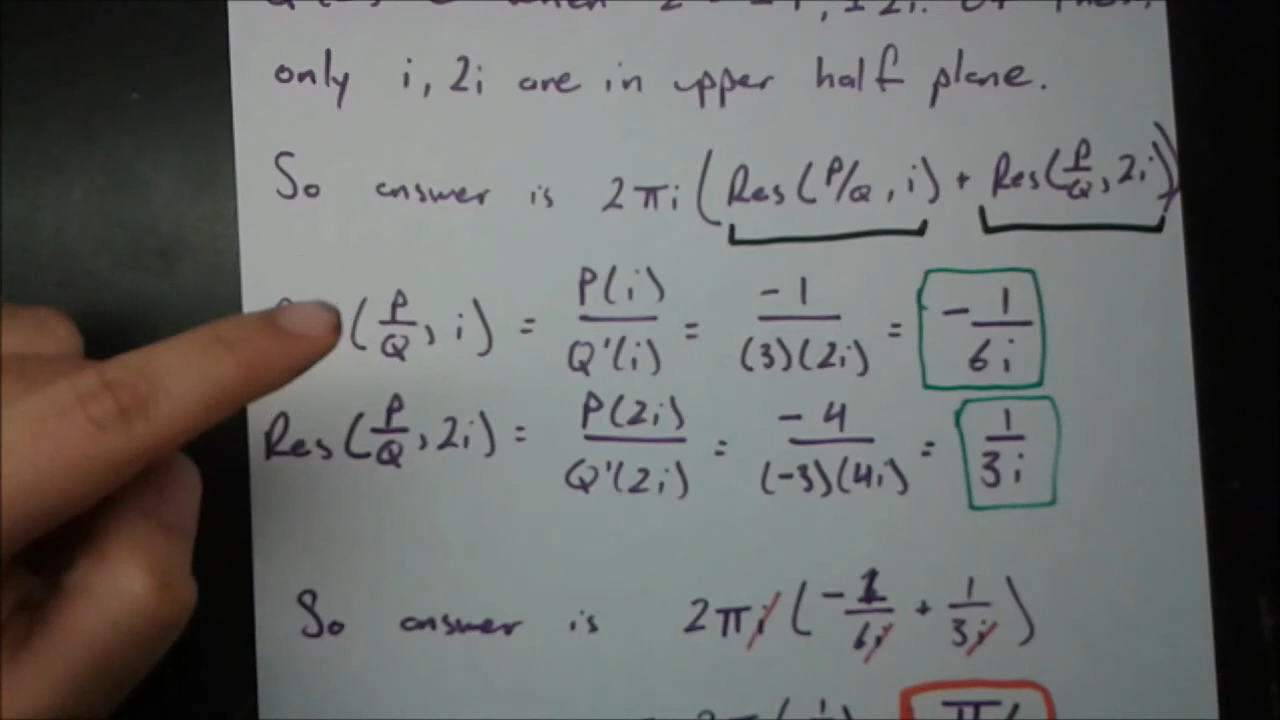 when
only i, 2i are in upper half plane.
So answer is 2πi (Res(P/Q, i) + Res(P/Q, 2i))
(P/Q, i) = P(i)/Q'(i) = -1/(3)(2i) = -1/6i
Res(P/Q, 2i) = P(2i)/Q'(2i) = -4/(-3)(4i) = 1/3i
So answer is 2πi (-1/6i + 1/3i)